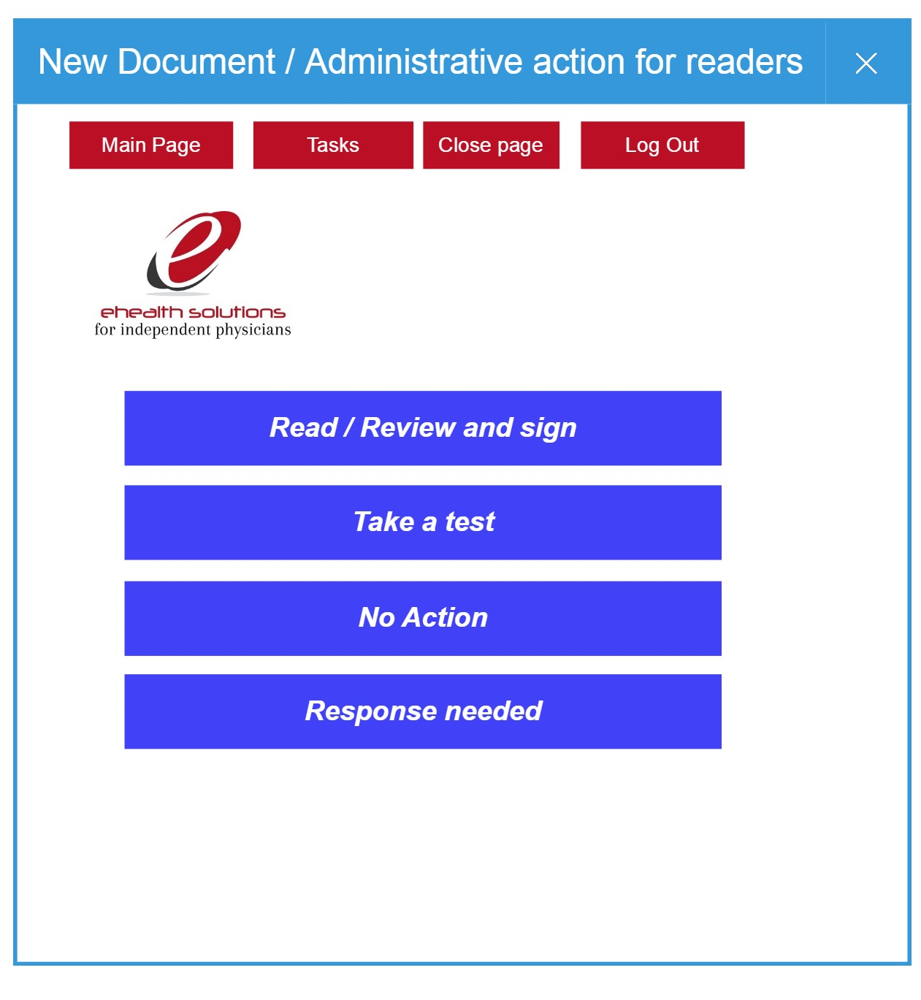 New Document / Administrative action for readers
Main Page Tasks Close page Log Out
e
ehealth solutions
for independent physicians
Read / Review and sign
Take a test
No Action
Response needed